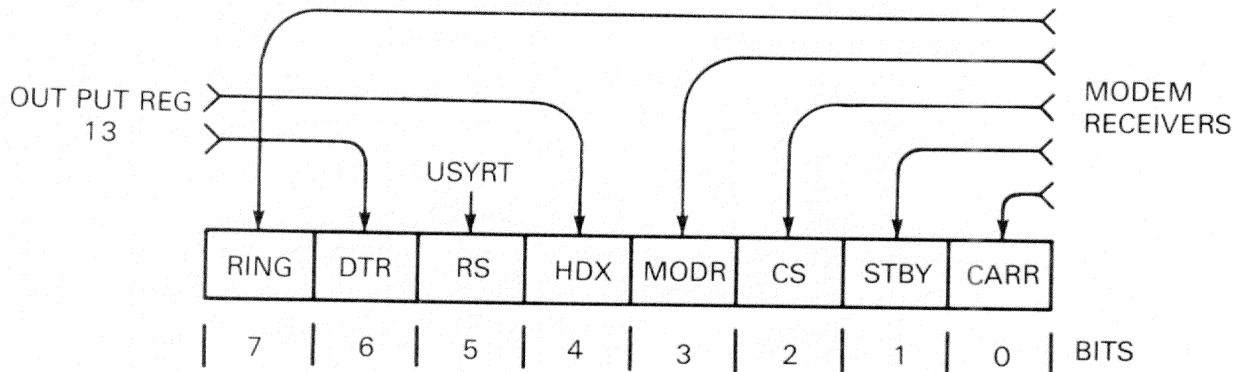 OUT PUT REG
13
MODEM
RECEIVERS
USYRT
RING DTR RS HDX MODR CS STBY CARR
7 6 5 4 3 2 1 0 BITS